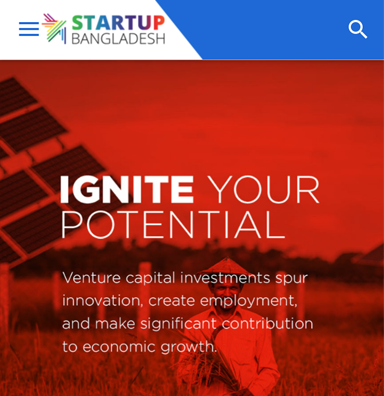 STARTUP
BANGLADESH
IGNITE YOUR
POTENTIAL
Venture capital investments spur
innovation, create employment,
and make significant contribution
to economic growth.